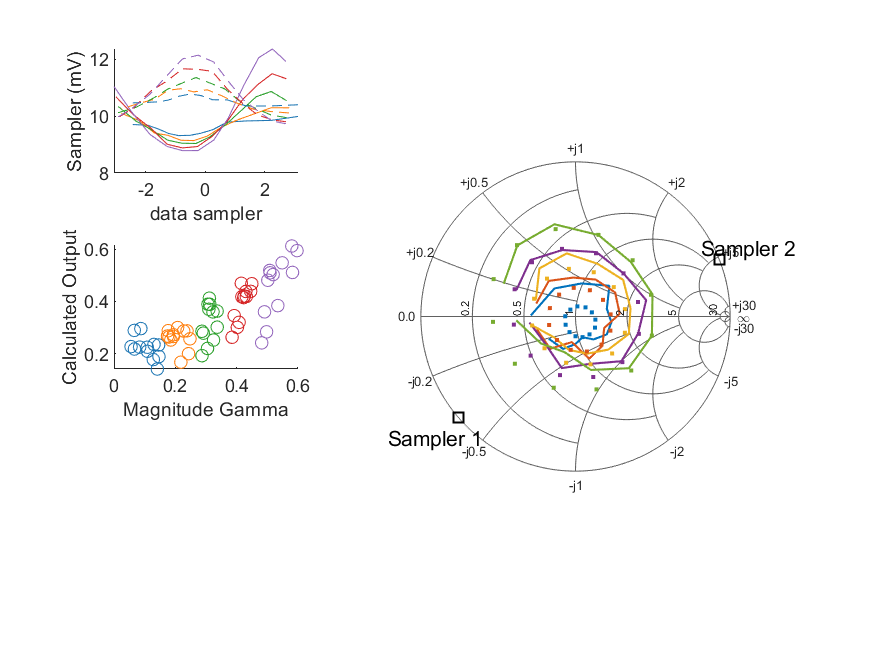 12
10
8
Sampler (mV)
-2
0
2
data sampler
0.6
0.4
0.2
Calculated Output
0
0.2
0.4
0.6
Magnitude Gamma
+j1
+j0.5
+j2
+j0.2
+j5
Sampler 2
0.0
0.2
0.5
1
2
5
30
+j30
∞
-j30
-j0.2
-j5
Sampler 1
-j0.5
-j2
-j1